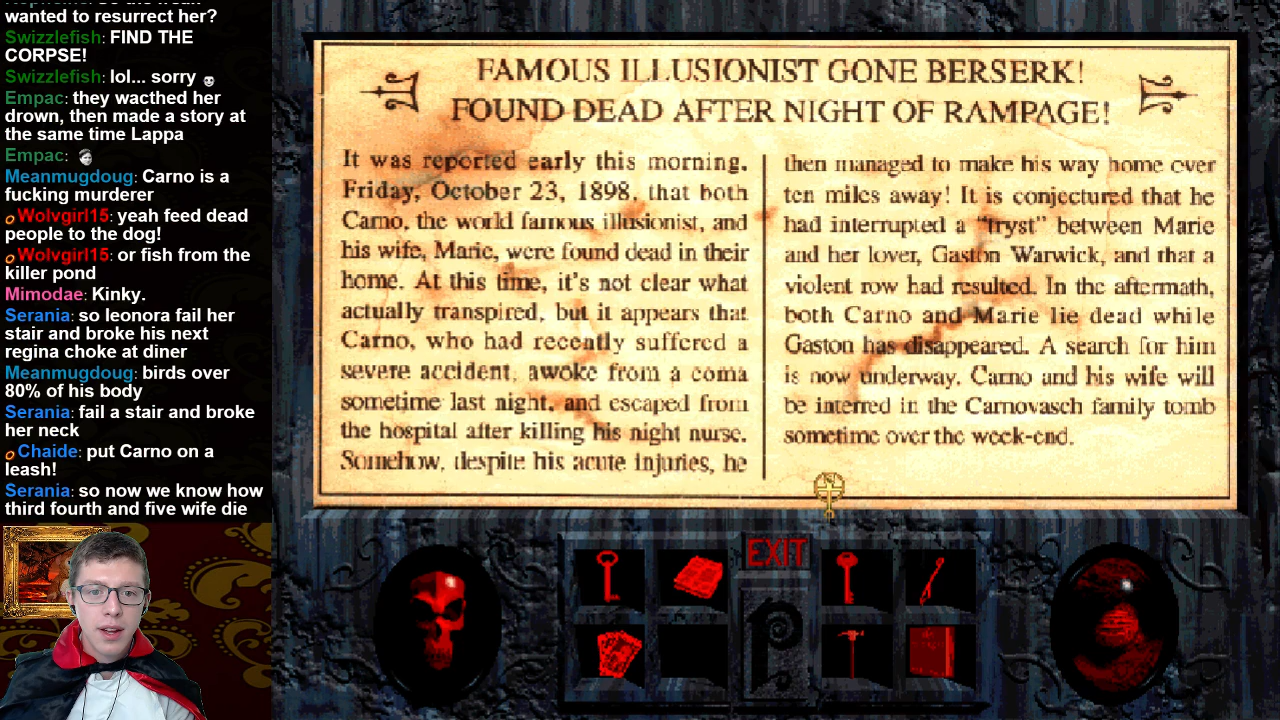 wanted to resurrect her?
Swizzlefish: FIND THE
CORPSE!
Swizzlefish: lol... sorry
Empac: they wacthed her
drown, then made a story at
the same time Lappa
Empac:
Meanmugdoug: Carno is a
fucking murderer
Wolvgirl15: yeah feed dead
people to the dog!
Wolvgirl15: or fish from the
killer pond
Mimodae: Kinky.
Serania: so leonora fail her
stair and broke his next
regina choke at diner
Meanmugdoug: birds over
80% of his body
Serania: fail a stair and broke
her neck
Chaide: put Carno on a
leash!
Serania: so now we know how
third fourth and five wife die
FAMOUS ILLUSIONIST GONE BERSERK!
FOUND DEAD AFTER NIGHT OF RAMPAGE!
It was reported early this morning,
Friday, October 23, 1898, that both
Carno, the world famous illusionist, and
his wife, Marie, were found dead in their
home. At this time, it's not clear what
actually transpired, but it appears that
Carno, who had recently suffered a
severe accident, awoke from a coma
sometime last night, and escaped from
the hospital after killing his night nurse.
Somehow, despite his acute injuries, he
then managed to make his way home over
ten miles away! It is conjectured that he
had interrupted a "tryst" between Marie
and her lover, Gaston Warwick, and that a
violent row had resulted. In the aftermath,
both Carno and Marie lie dead while
Gaston has disappeared. A search for him
is now underway. Carno and his wife will
be interred in the Carnovasch family tomb
sometime over the week-end.
EXIT